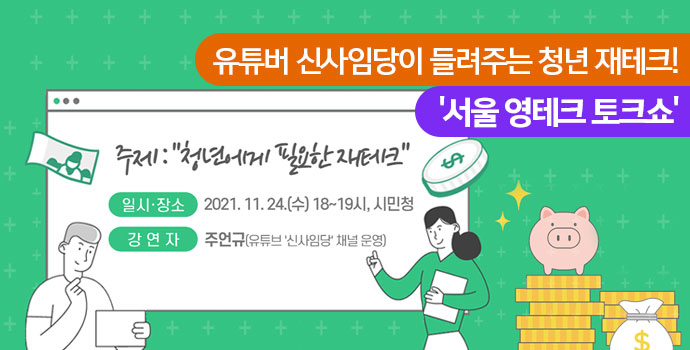 유튜버 신사임당이 들려주는 청년 재테크!
'서울 영테크 토크쇼'
주제 : "청년에게 필요한 재테크"
일시·장소 2021. 11. 24.(수) 18~19시, 시민청
강 연 자 주언규(유튜브 '신사임당' 채널 운영)
$
$